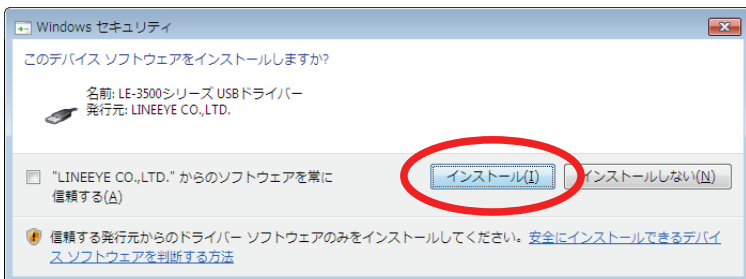 Windows セキュリティ
このデバイス ソフトウェアをインストールしますか?
名前: LE-3500シリーズ USBドライバー
発行元: LINEEYE CO.,LTD.
"LINEEYE CO.,LTD." からのソフトウェアを常に
信頼する(A)
インストール(I)
インストールしない(N)
信頼する発行元からのドライバー ソフトウェアのみをインストールしてください。安全にインストールできるデバイ
ス ソフトウェアを判断する方法